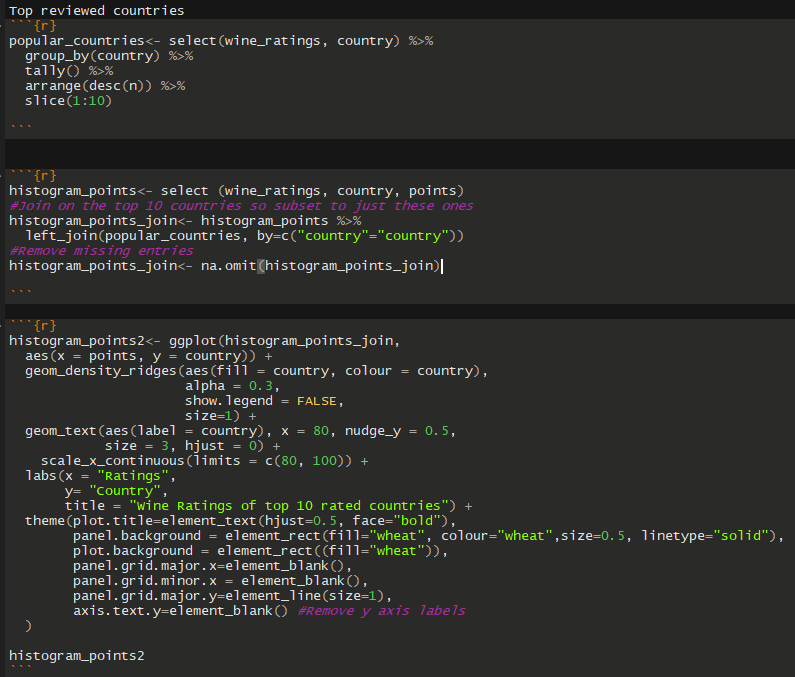 Top reviewed countries
```{r}
popular_countries<- select(wine_ratings, country) %>%
  group_by(country) %>%
  tally() %>%
  arrange(desc(n)) %>%
  slice(1:10)
```
```{r}
histogram_points<- select (wine_ratings, country, points)
#Join on the top 10 countries so subset to just these ones
histogram_points_join<- histogram_points %>%
  left_join(popular_countries, by=c("country"="country"))
#Remove missing entries
histogram_points_join<- na.omit(histogram_points_join)
```
```{r}
histogram_points2<- ggplot(histogram_points_join,
  aes(x = points, y = country)) +
  geom_density_ridges(aes(fill = country, colour = country),
                      alpha = 0.3,
                      show.legend = FALSE,
                      size=1) +
  geom_text(aes(label = country), x = 80, nudge_y = 0.5,
            size = 3, hjust = 0) +
    scale_x_continuous(limits = c(80, 100)) +
  labs(x = "Ratings",
       y= "Country",
       title = "Wine Ratings of top 10 rated countries") +
  theme(plot.title=element_text(hjust=0.5, face="bold"),
        panel.background = element_rect(fill="wheat", colour="wheat",size=0.5, linetype="solid"),
        plot.background = element_rect((fill="wheat")),
        panel.grid.major.x=element_blank(),
        panel.grid.minor.x = element_blank(),
        panel.grid.major.y=element_line(size=1),
        axis.text.y=element_blank() #Remove y axis labels
  )
histogram_points2
```